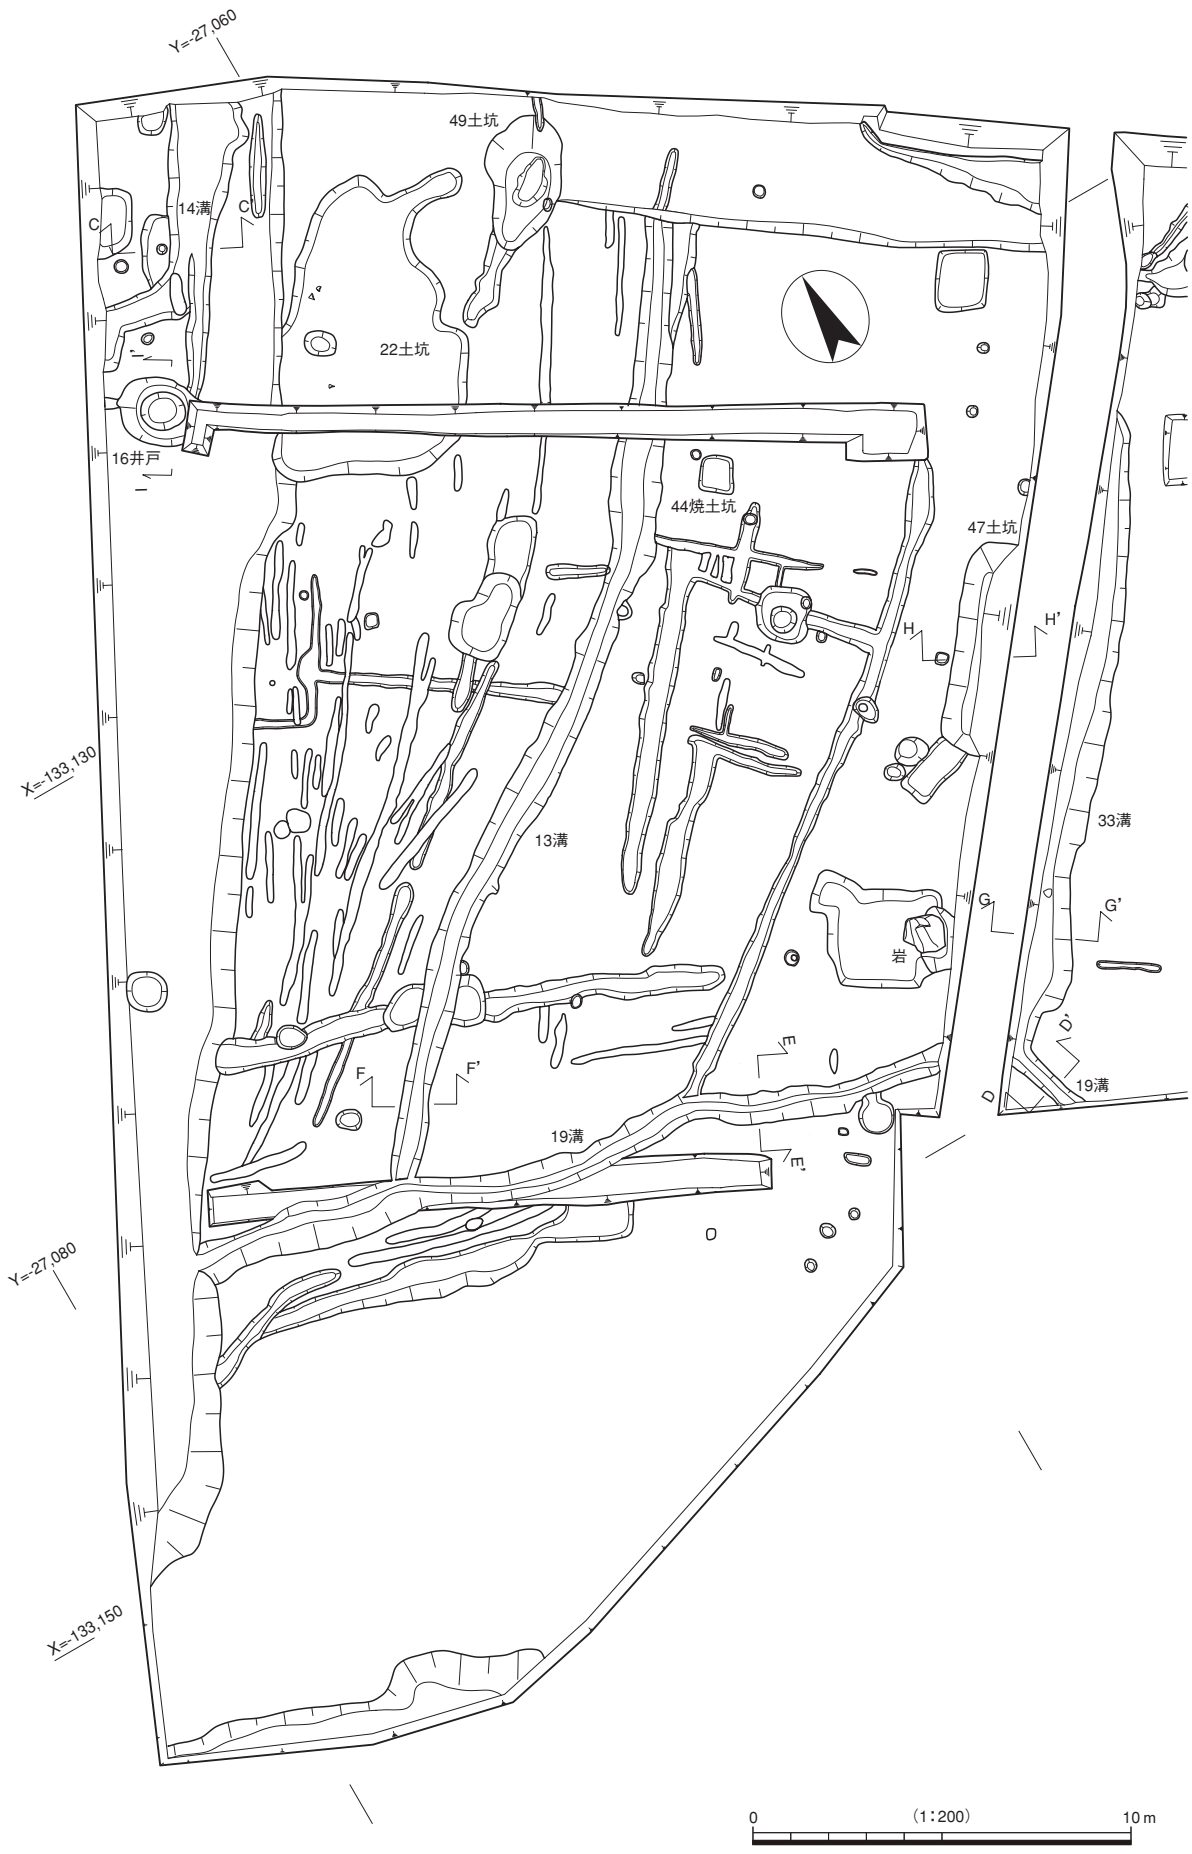 Y=-27,060
49土坑
14溝
C
C'
22土坑
I'
16井戸
I
44焼土坑
47土坑
H
H'
X=-133,130
13溝
33溝
G
G'
岩
D'
E
F
F'
19溝
D
19溝
E'
Y=-27,080
X=-133,150
0
(1:200)
10 m